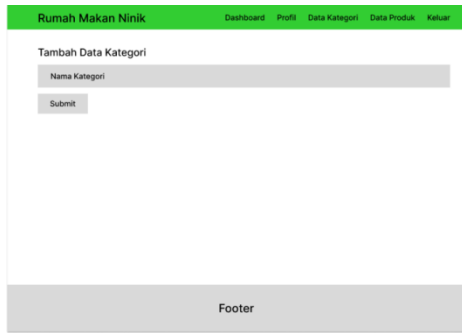 Rumah Makan Ninik Dashboard Profil Data Kategori Data Produk Keluar
Tambah Data Kategori
Nama Kategori
Submit
Footer